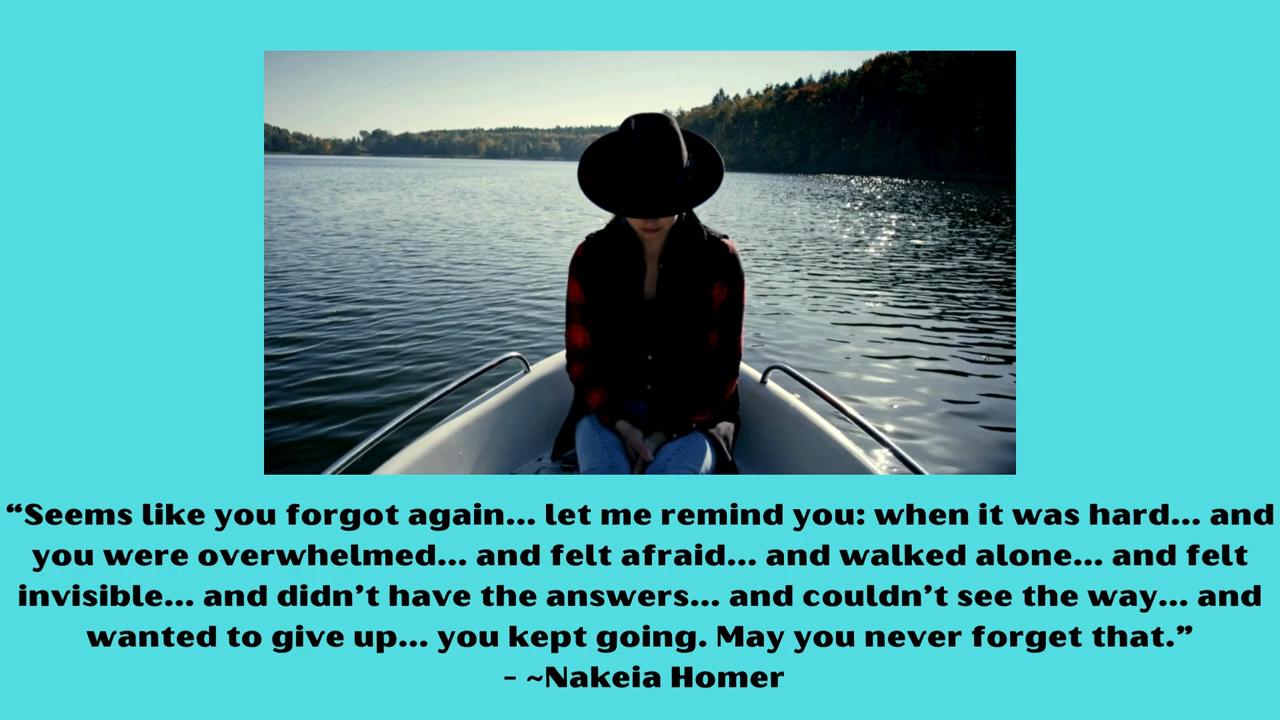 “Seems like you forgot again... let me remind you: when it was hard... and
you were overwhelmed... and felt afraid... and walked alone... and felt
invisible... and didn’t have the answers... and couldn’t see the way... and
wanted to give up... you kept going. May you never forget that.”
- ~Nakeia Homer